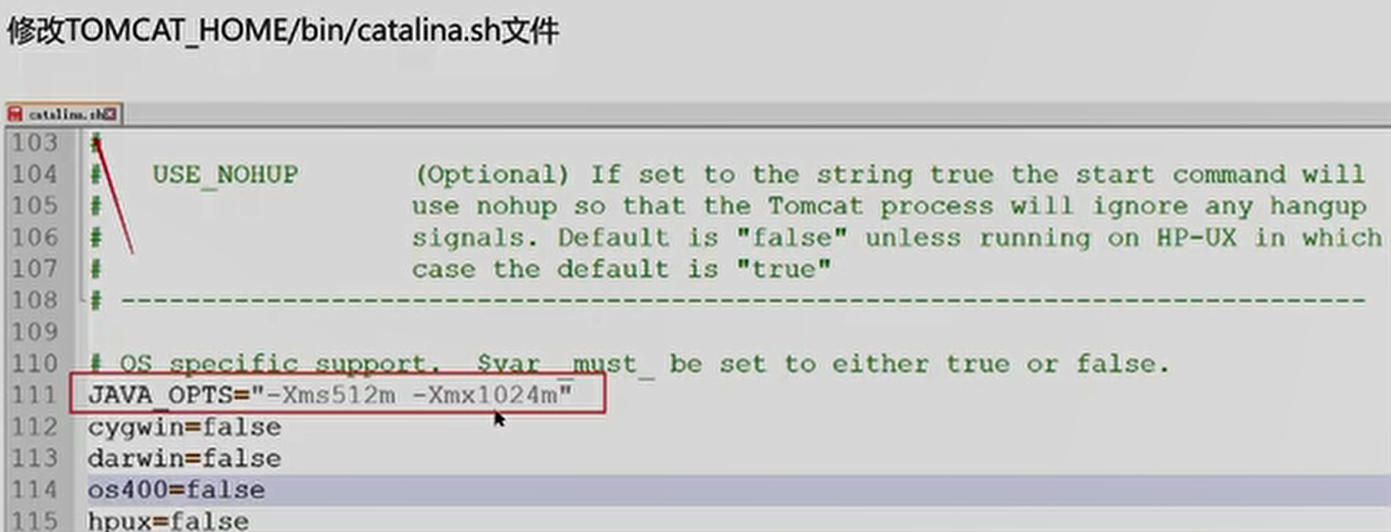 修改TOMCAT_HOME/bin/catalina.sh文件
catalina.sh
103 #
104 # USE_NOHUP (Optional) If set to the string true the start command will
105 # use nohup so that the Tomcat process will ignore any hangup
106 # signals. Default is "false" unless running on HP-UX in which
107 # case the default is "true"
108 # -----------------------------------------------------------------------------
109
110 # OS specific support. $var _must_ be set to either true or false.
111 JAVA_OPTS="-Xms512m -Xmx1024m"
112 cygwin=false
113 darwin=false
114 os400=false
115 hpux=false